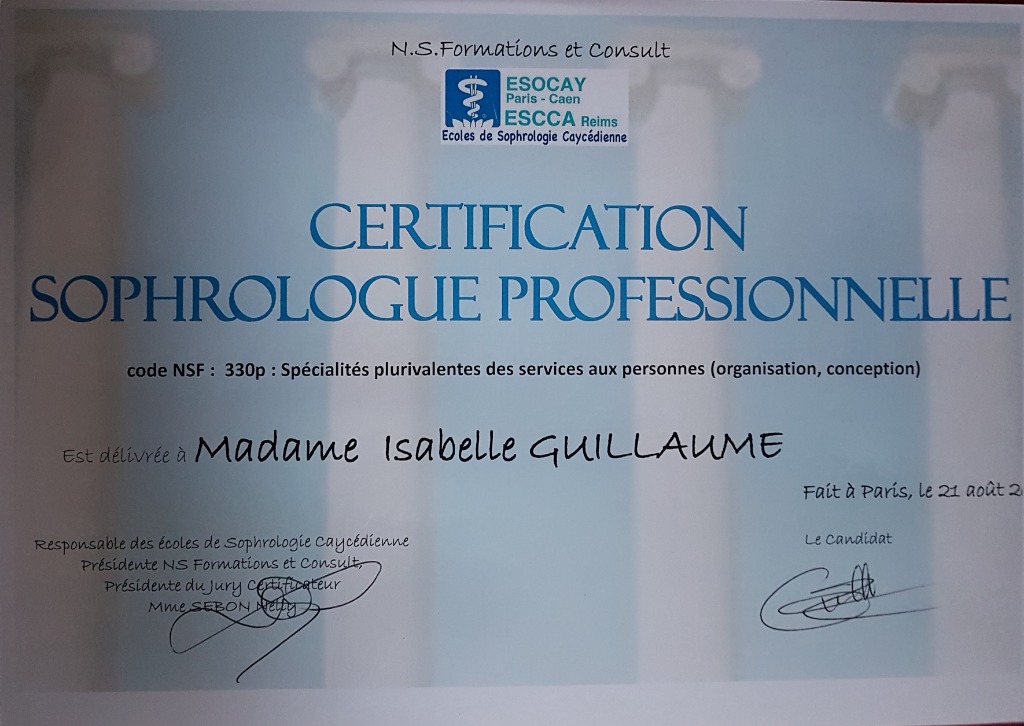 N.S.Formations et Consult
ESOCAY
Paris - Caen
ESCCA Reims
Ecoles de Sophrologie Caycédienne
CERTIFICATION
SOPHROLOGUE PROFESSIONNELLE
code NSF : 330p : Spécialités plurivalentes des services aux personnes (organisation, conception)
Est délivrée à Madame Isabelle GUILLAUME
Fait à Paris, le 21 août 2
Responsable des écoles de Sophrologie Caycédienne
Le Candidat
Présidente NS Formations et Consult,
Présidente du Jury Certificateur
Mme SEBON Nelly